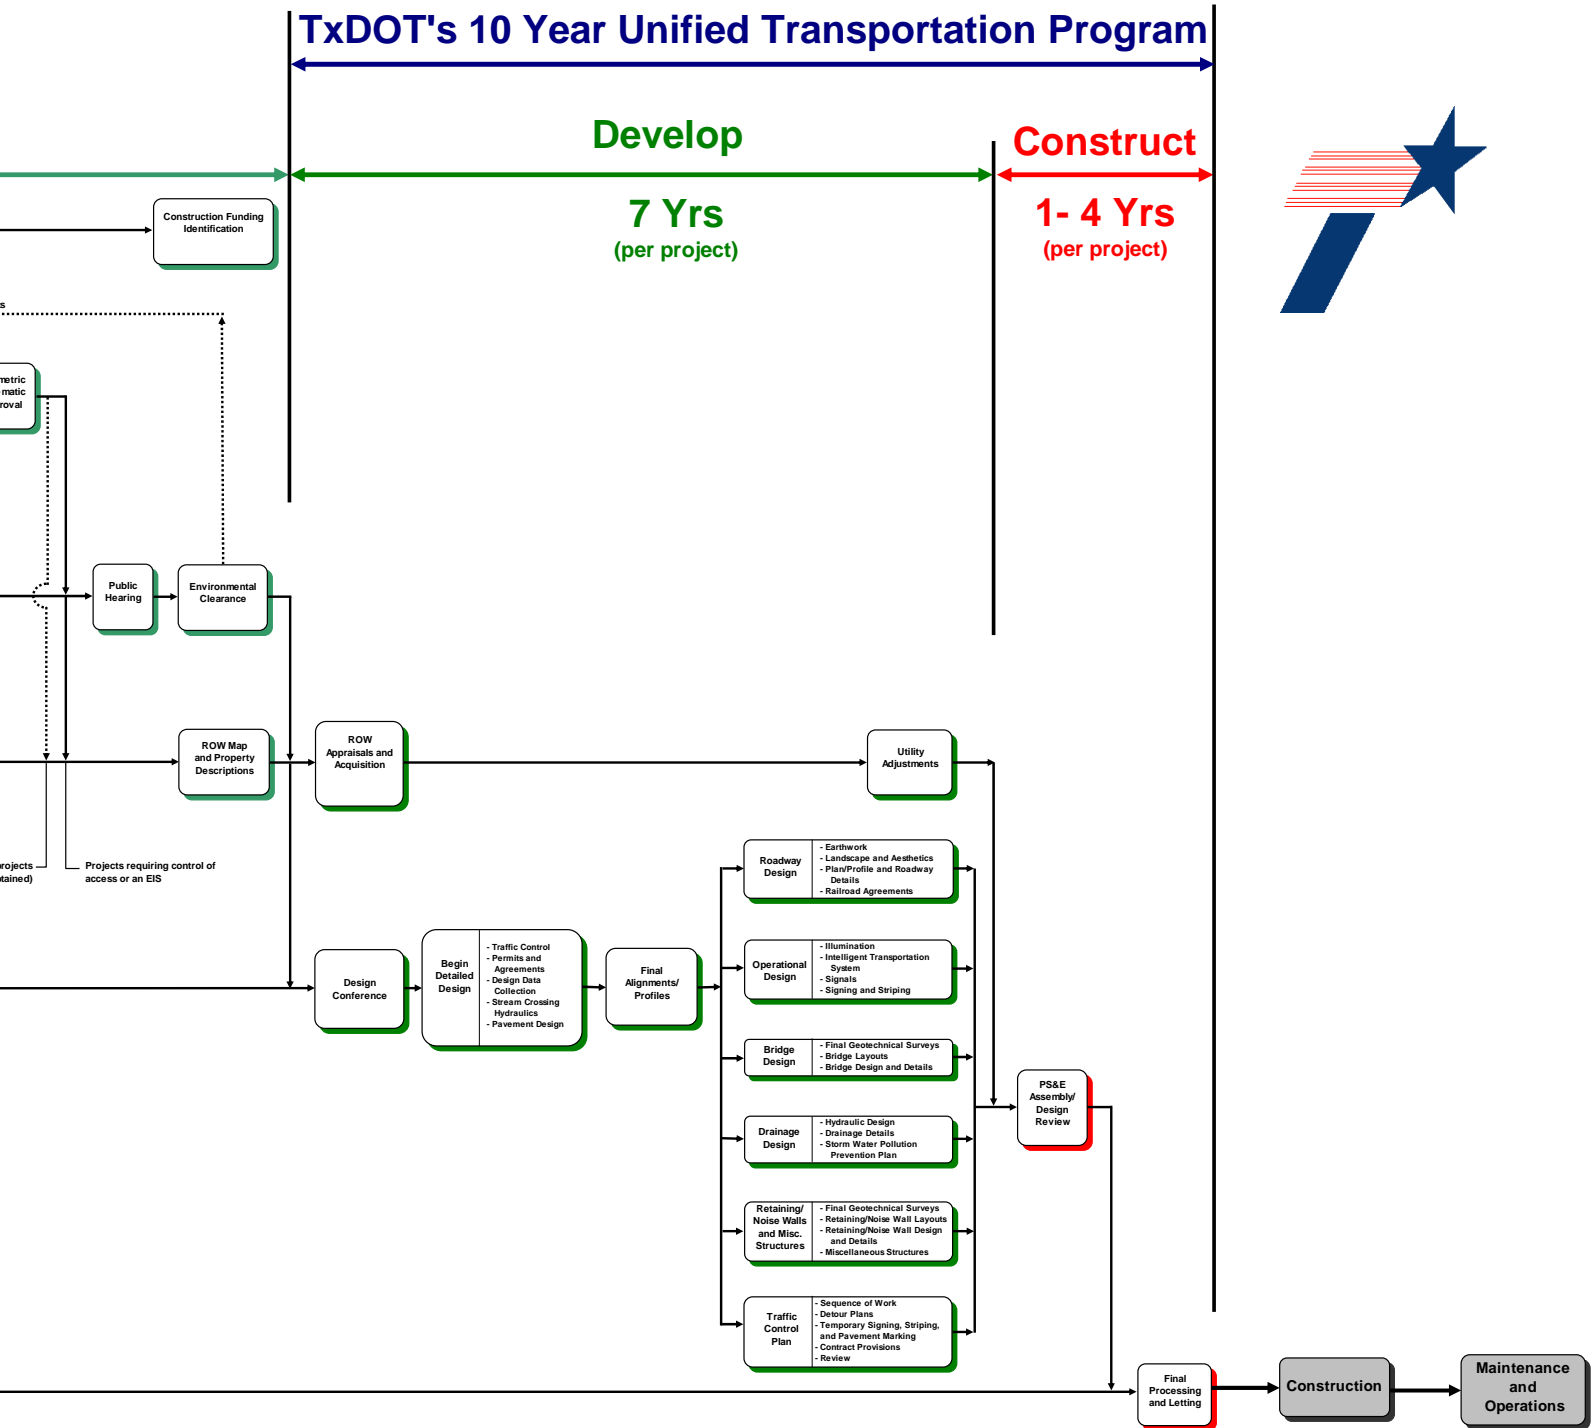 TxDOT's 10 Year Unified Transportation Program
Develop
Construct
7 Yrs
(per project)
1- 4 Yrs
(per project)
Construction Funding
Identification
s
metric
matic
roval
Public
Hearing
Environmental
Clearance
ROW Map
and Property
Descriptions
ROW
Appraisals and
Acquisition
Utility
Adjustments
rojects
tained)
Projects requiring control of
access or an EIS
Design
Conference
Begin
Detailed
Design
- Traffic Control
- Permits and
Agreements
- Design Data
Collection
- Stream Crossing
Hydraulics
- Pavement Design
Final
Alignments/
Profiles
Roadway
Design
- Earthwork
- Landscape and Aesthetics
- Plan/Profile and Roadway
Details
- Railroad Agreements
Operational
Design
- Illumination
- Intelligent Transportation
System
- Signals
- Signing and Striping
Bridge
Design
- Final Geotechnical Surveys
- Bridge Layouts
- Bridge Design and Details
Drainage
Design
- Hydraulic Design
- Drainage Details
- Storm Water Pollution
Prevention Plan
Retaining/
Noise Walls
and Misc.
Structures
- Final Geotechnical Surveys
- Retaining/Noise Wall Layouts
- Retaining/Noise Wall Design
and Details
- Miscellaneous Structures
Traffic
Control
Plan
- Sequence of Work
- Detour Plans
- Temporary Signing, Striping,
and Pavement Marking
- Contract Provisions
- Review
PS&E
Assembly/
Design
Review
Final
Processing
and Letting
Construction
Maintenance
and
Operations